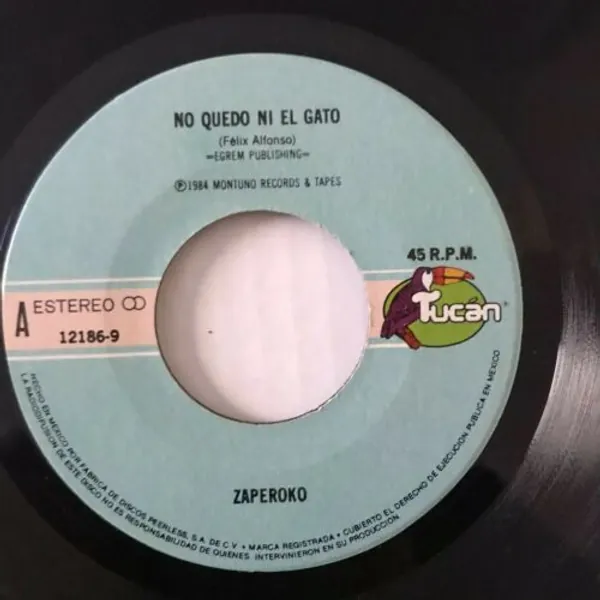 NO QUEDO NI EL GATO
(Félix Alfonso)
=EGREM PUBLISHING=
Ⓟ1984 MONTUNO RECORDS & TAPES
45 R.P.M.
Tucán®
A
ESTEREO
12186-9
ZAPEROKO
HECHO EN MEXICO POR FABRICA DE DISCOS PEERLESS, S.A. DE C.V. • MARCA REGISTRADA • CUBIERTO EL DERECHO DE EJECUCION PUBLICA EN MEXICO
LA RADIODIFUSION DE ESTE DISCO NO ES RESPONSABILIDAD DE QUIENES INTERVINIERON EN SU PRODUCCION.